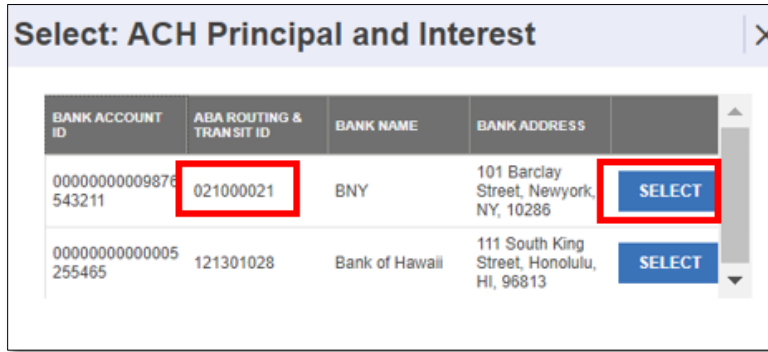 Select: ACH Principal and Interest
BANK ACCOUNT
ID
ABA ROUTING &
TRANSIT ID
BANK NAME
BANK ADDRESS
00000000009876
543211
021000021
BNY
101 Barclay
Street, Newyork,
NY, 10286
SELECT
00000000000005
255465
121301028
Bank of Hawaii
111 South King
Street, Honolulu,
HI, 96813
SELECT